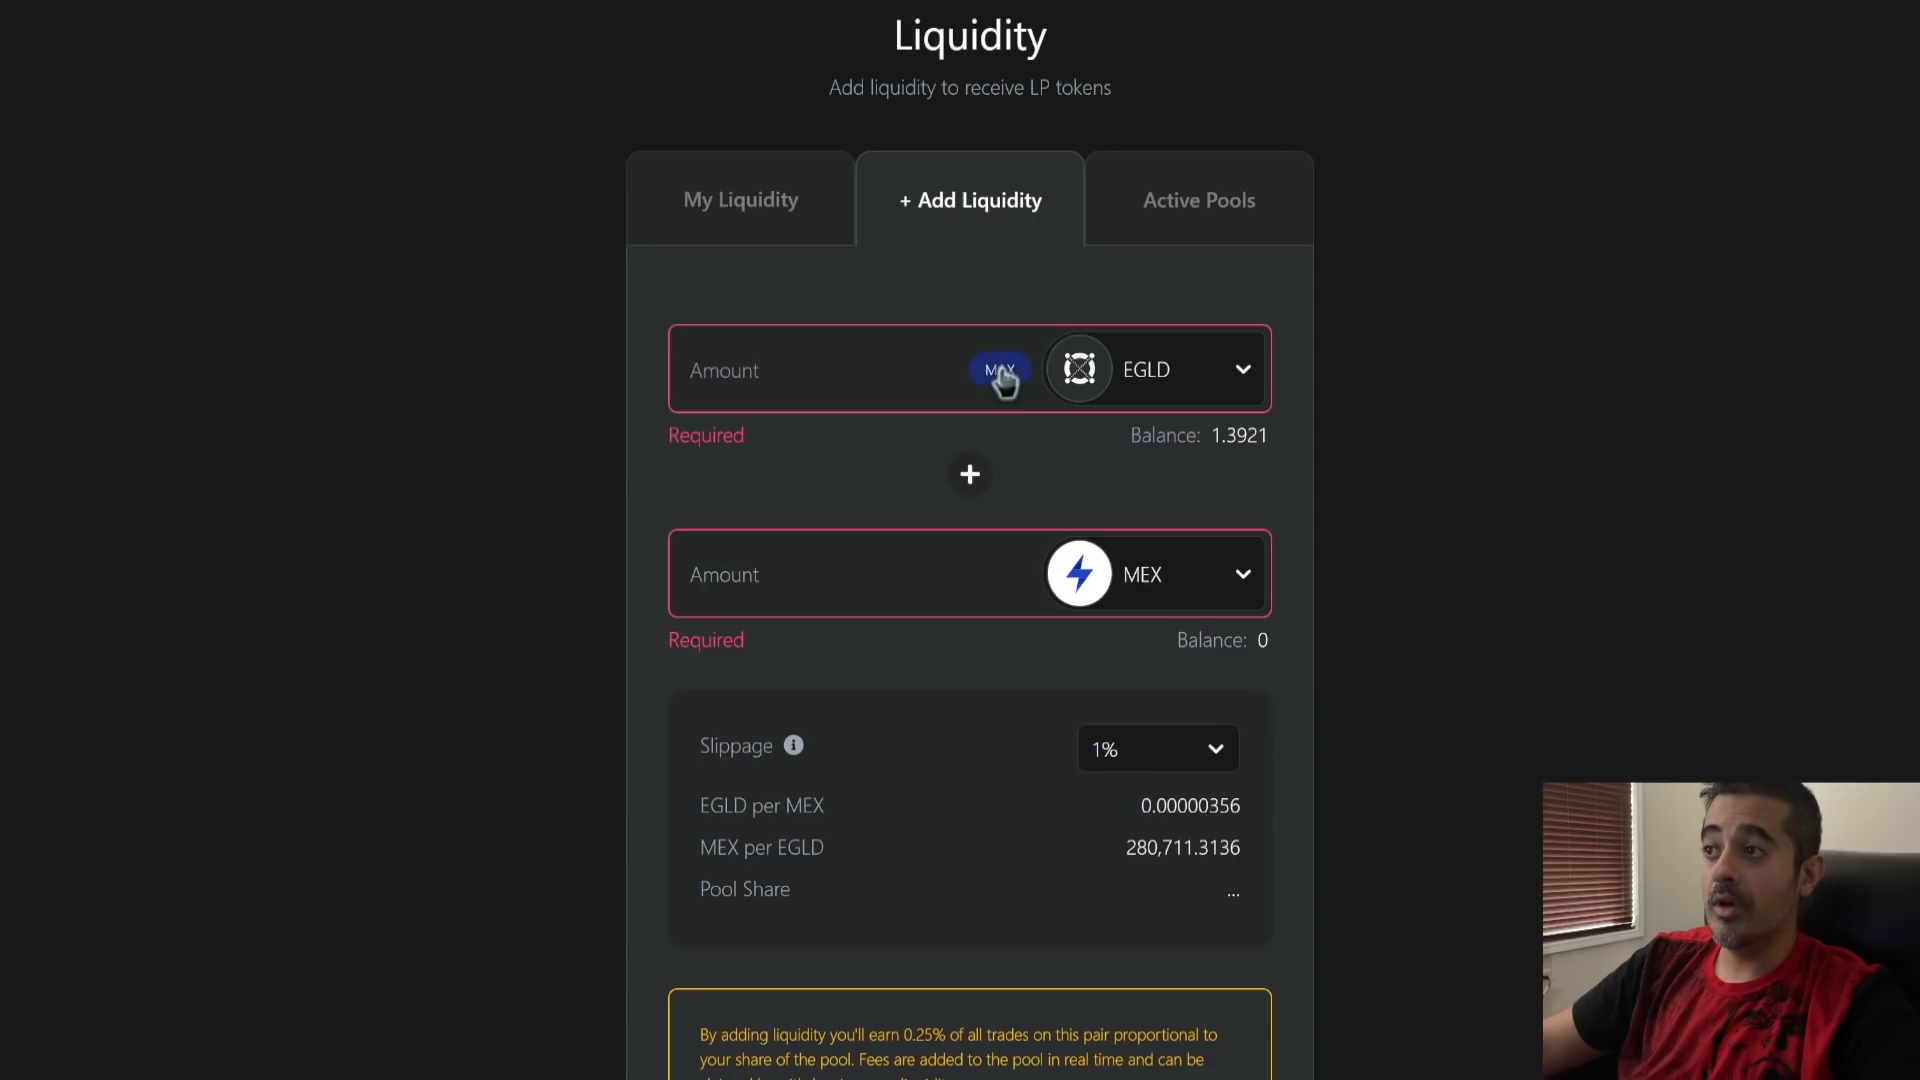 Liquidity
Add liquidity to receive LP tokens
My Liquidity
+ Add Liquidity
Active Pools
Amount
MAX
EGLD
Required
Balance: 1.3921
+
Amount
MEX
Required
Balance: 0
Slippage
1%
EGLD per MEX
0.00000356
MEX per EGLD
280,711.3136
Pool Share
...
By adding liquidity you'll earn 0.25% of all trades on this pair proportional to
your share of the pool. Fees are added to the pool in real time and can be